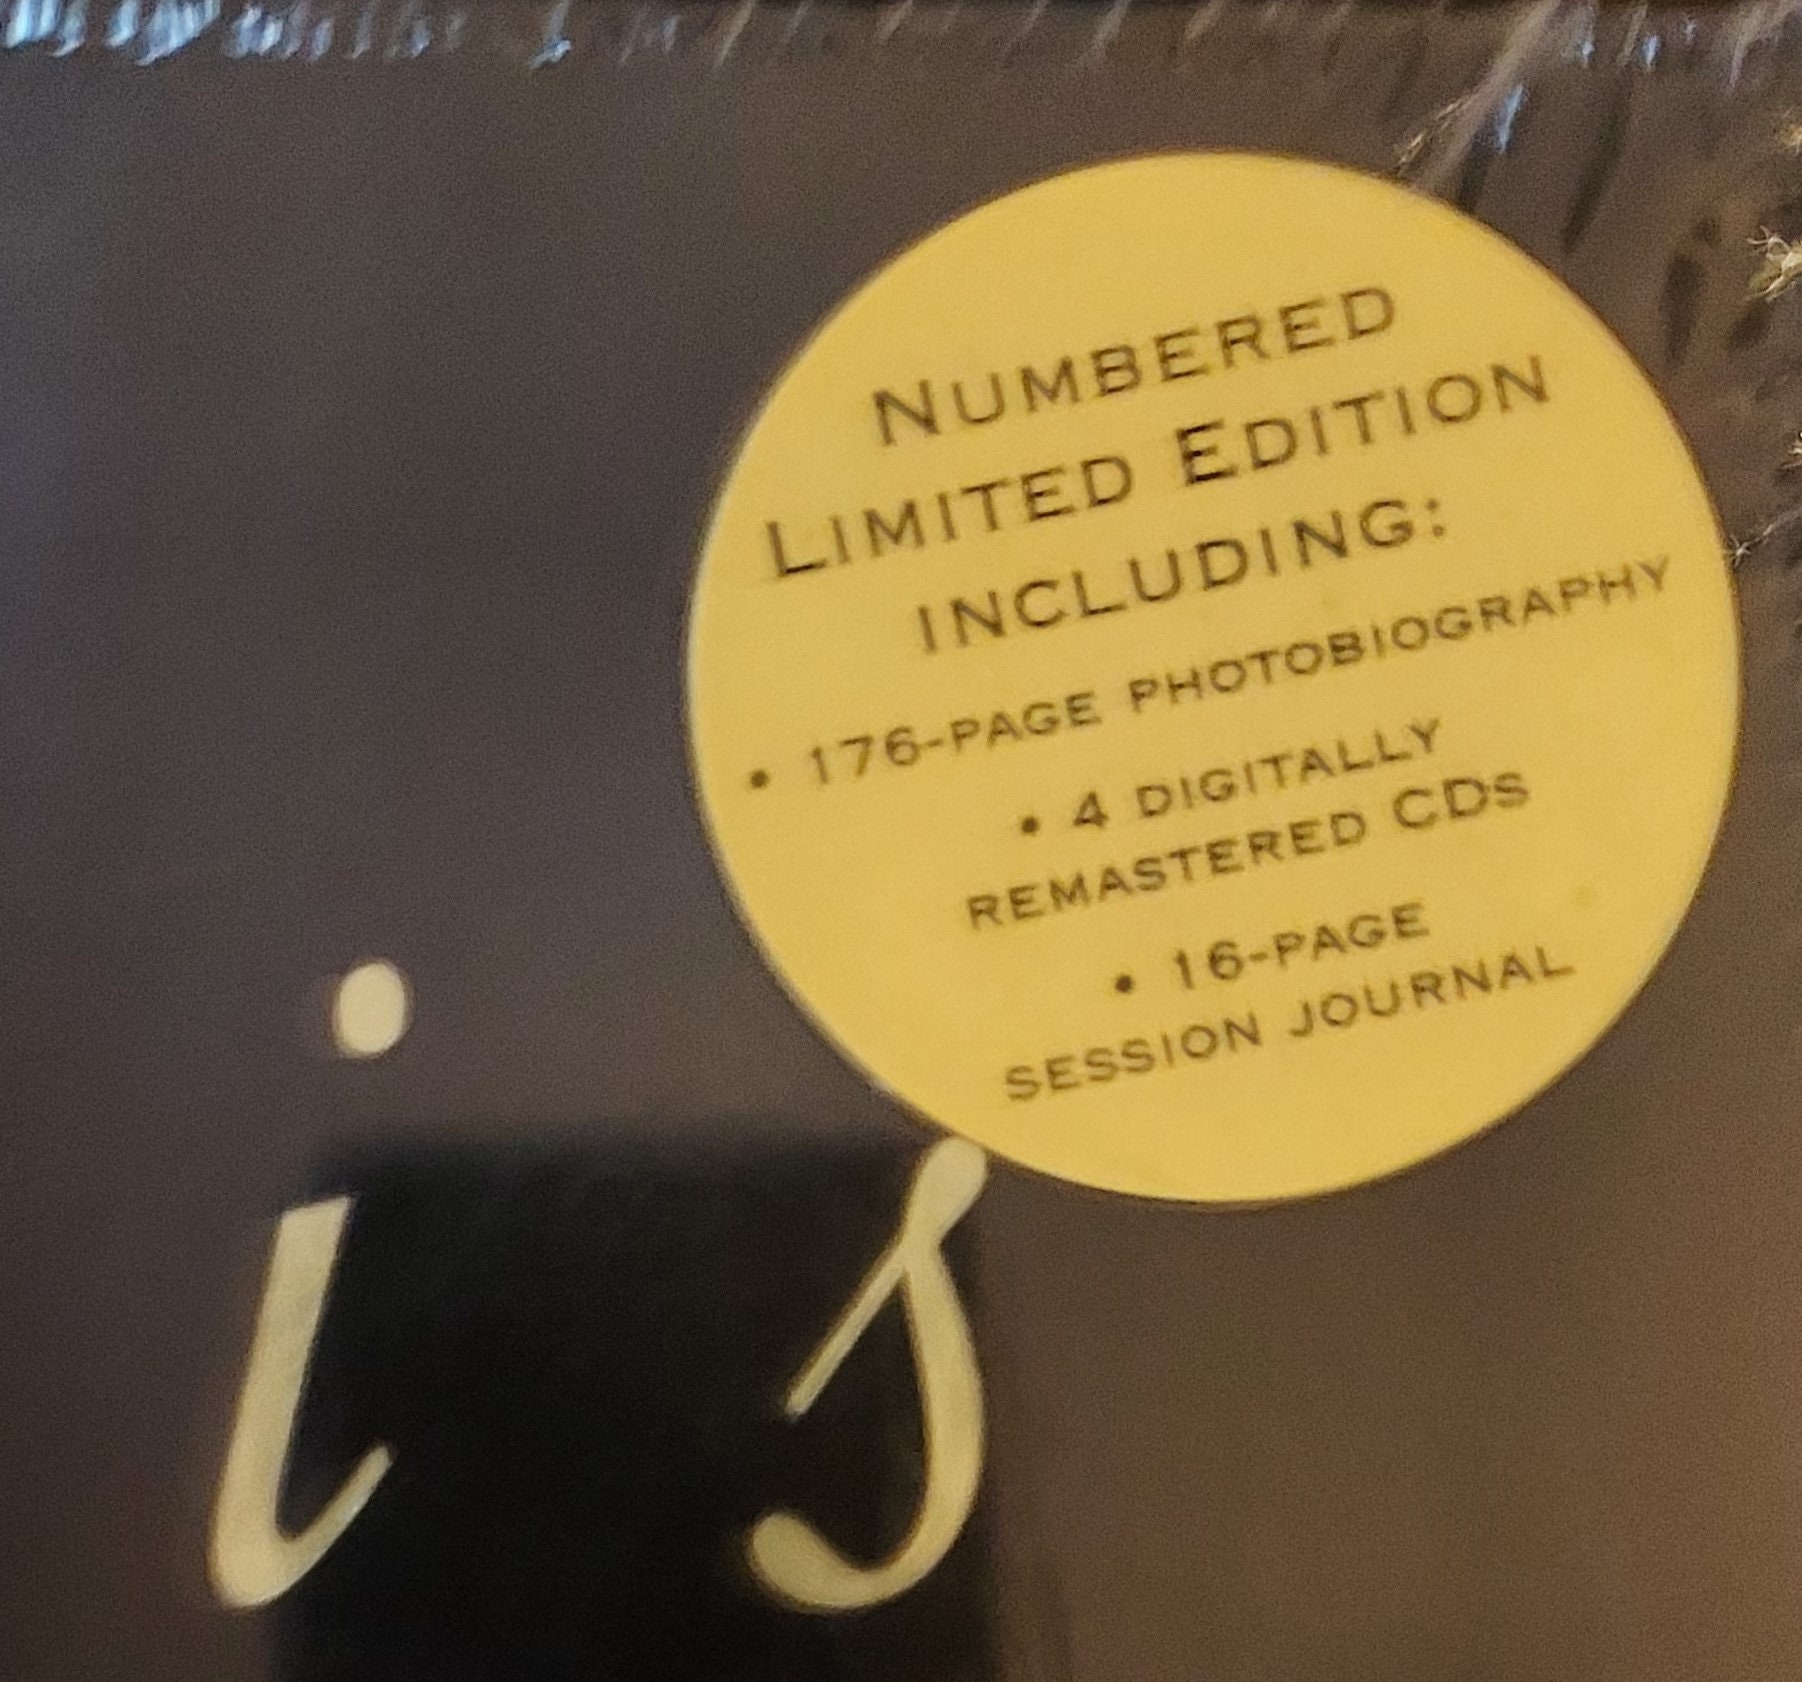 NUMBERED
LIMITED EDITION
INCLUDING:
• 176-PAGE PHOTOBIOGRAPHY
• 4 DIGITALLY
REMASTERED CDs
• 16-PAGE
SESSION JOURNAL
is